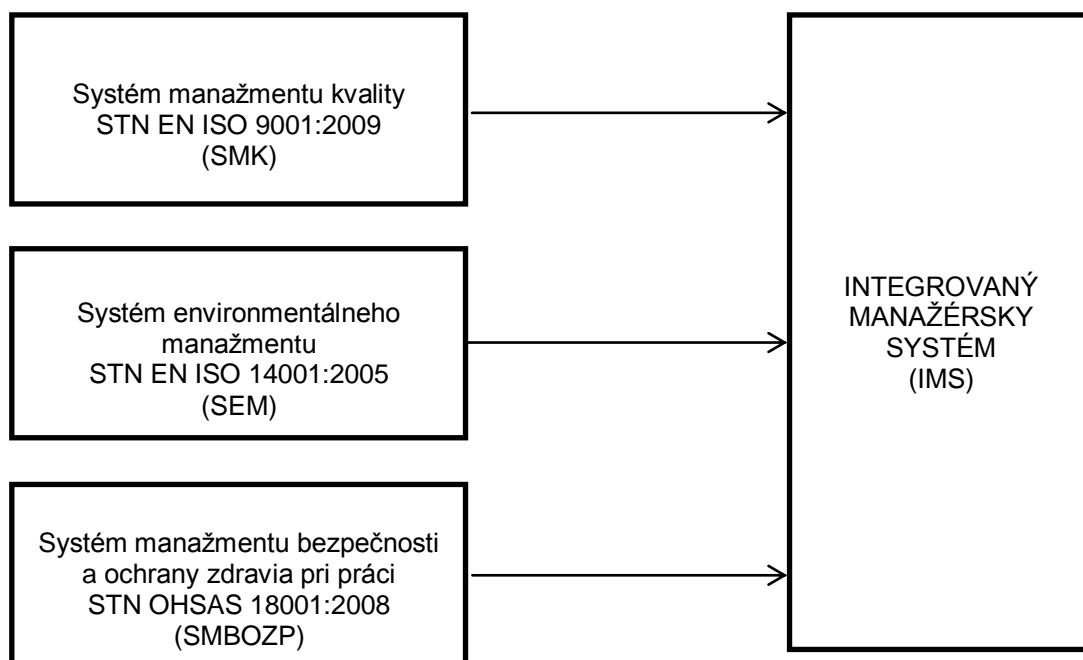 Systém manažmentu kvality
STN EN ISO 9001:2009
(SMK)
Systém environmentálneho
manažmentu
STN EN ISO 14001:2005
(SEM)
Systém manažmentu bezpečnosti
a ochrany zdravia pri práci
STN OHSAS 18001:2008
(SMBOZP)
INTEGROVANÝ
MANAŽÉRSKY
SYSTÉM
(IMS)